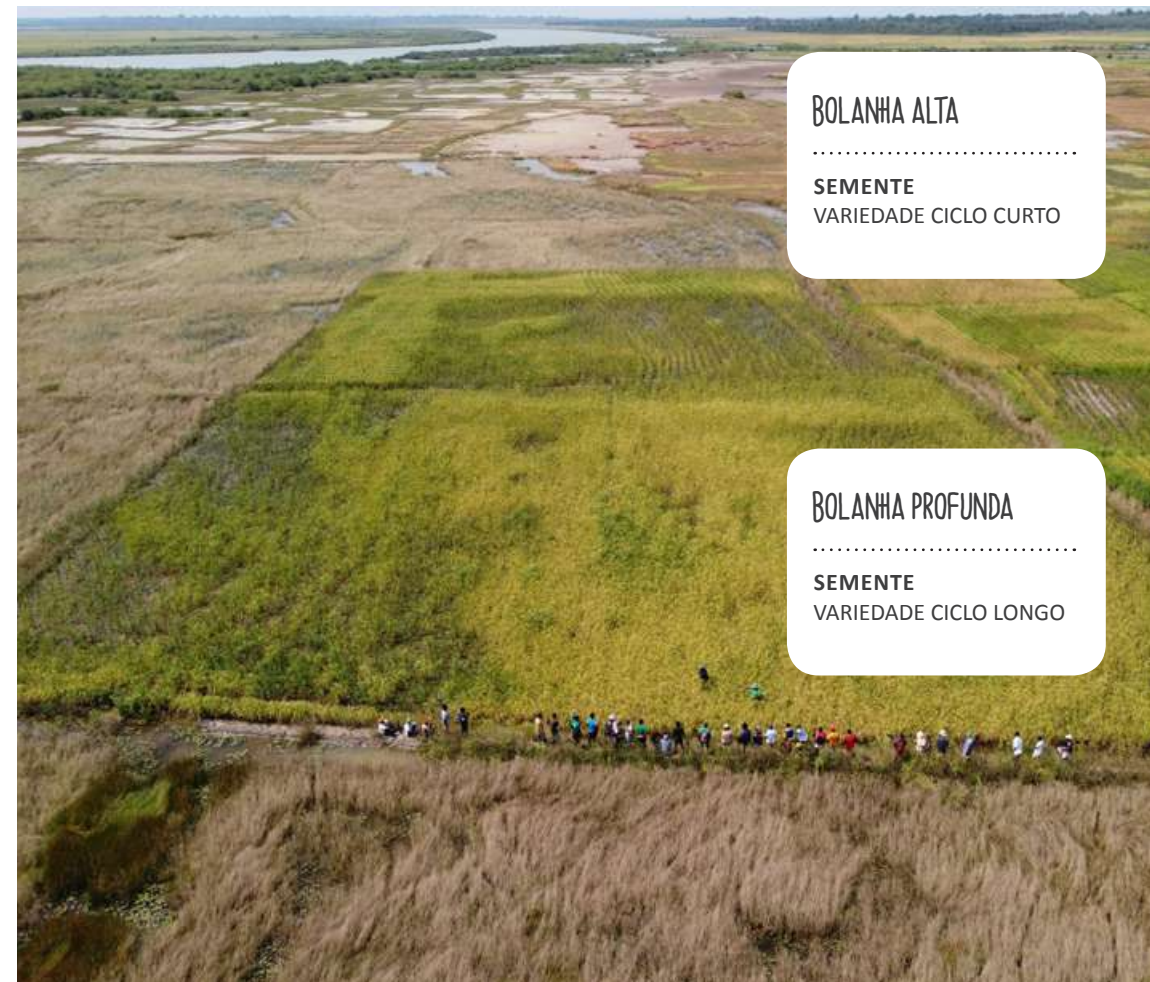 BOLANHA ALTA
SEMENTE
VARIEDADE CICLO CURTO
BOLANHA PROFUNDA
SEMENTE
VARIEDADE CICLO LONGO